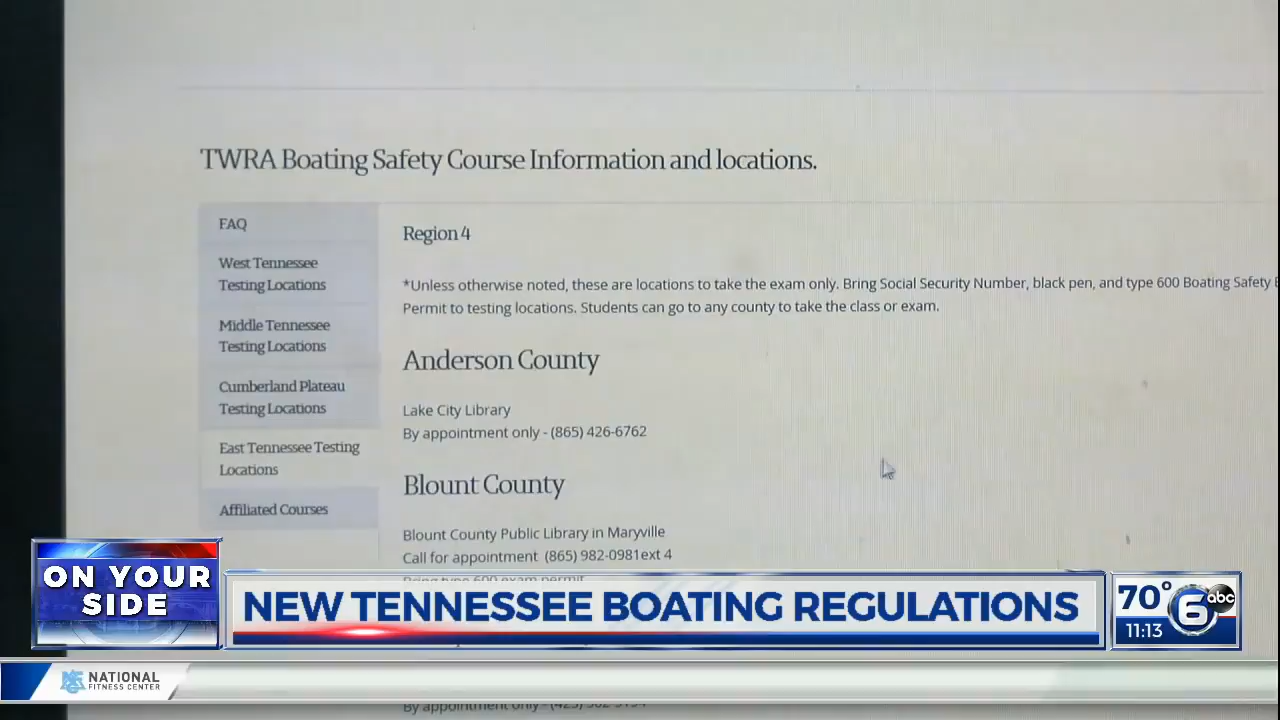 TWRA Boating Safety Course Information and locations.
FAQ
West Tennessee
Testing Locations
Middle Tennessee
Testing Locations
Cumberland Plateau
Testing Locations
East Tennessee Testing
Locations
Affiliated Courses
Region 4
*Unless otherwise noted, these are locations to take the exam only. Bring Social Security Number, black pen, and type 600 Boating Safety
Permit to testing locations. Students can go to any county to take the class or exam.
Anderson County
Lake City Library
By appointment only - (865) 426-6762
Blount County
Blount County Public Library in Maryville
Call for appointment (865) 982-0981ext 4
Bring type 600 exam permit
ON YOUR
SIDE
NEW TENNESSEE BOATING REGULATIONS
70°
6
abc
11:13
NATIONAL
FITNESS CENTER
By appointment only -